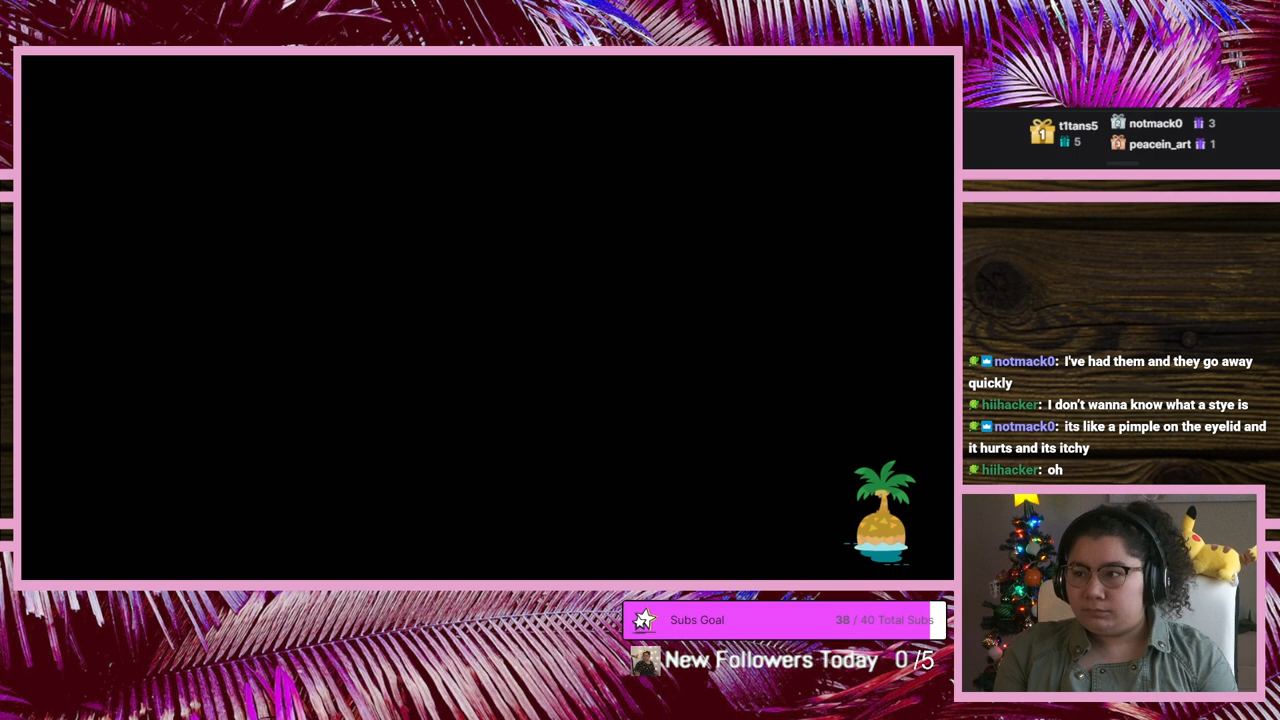 t1tans5
5
notmack0 3
peacein_art 1
notmack0: I've had them and they go away
quickly
hiihacker: I don't wanna know what a stye is
notmack0: its like a pimple on the eyelid and
it hurts and its itchy
hiihacker: oh
Subs Goal 38 / 40 Total Subs
New Followers Today 0 /5